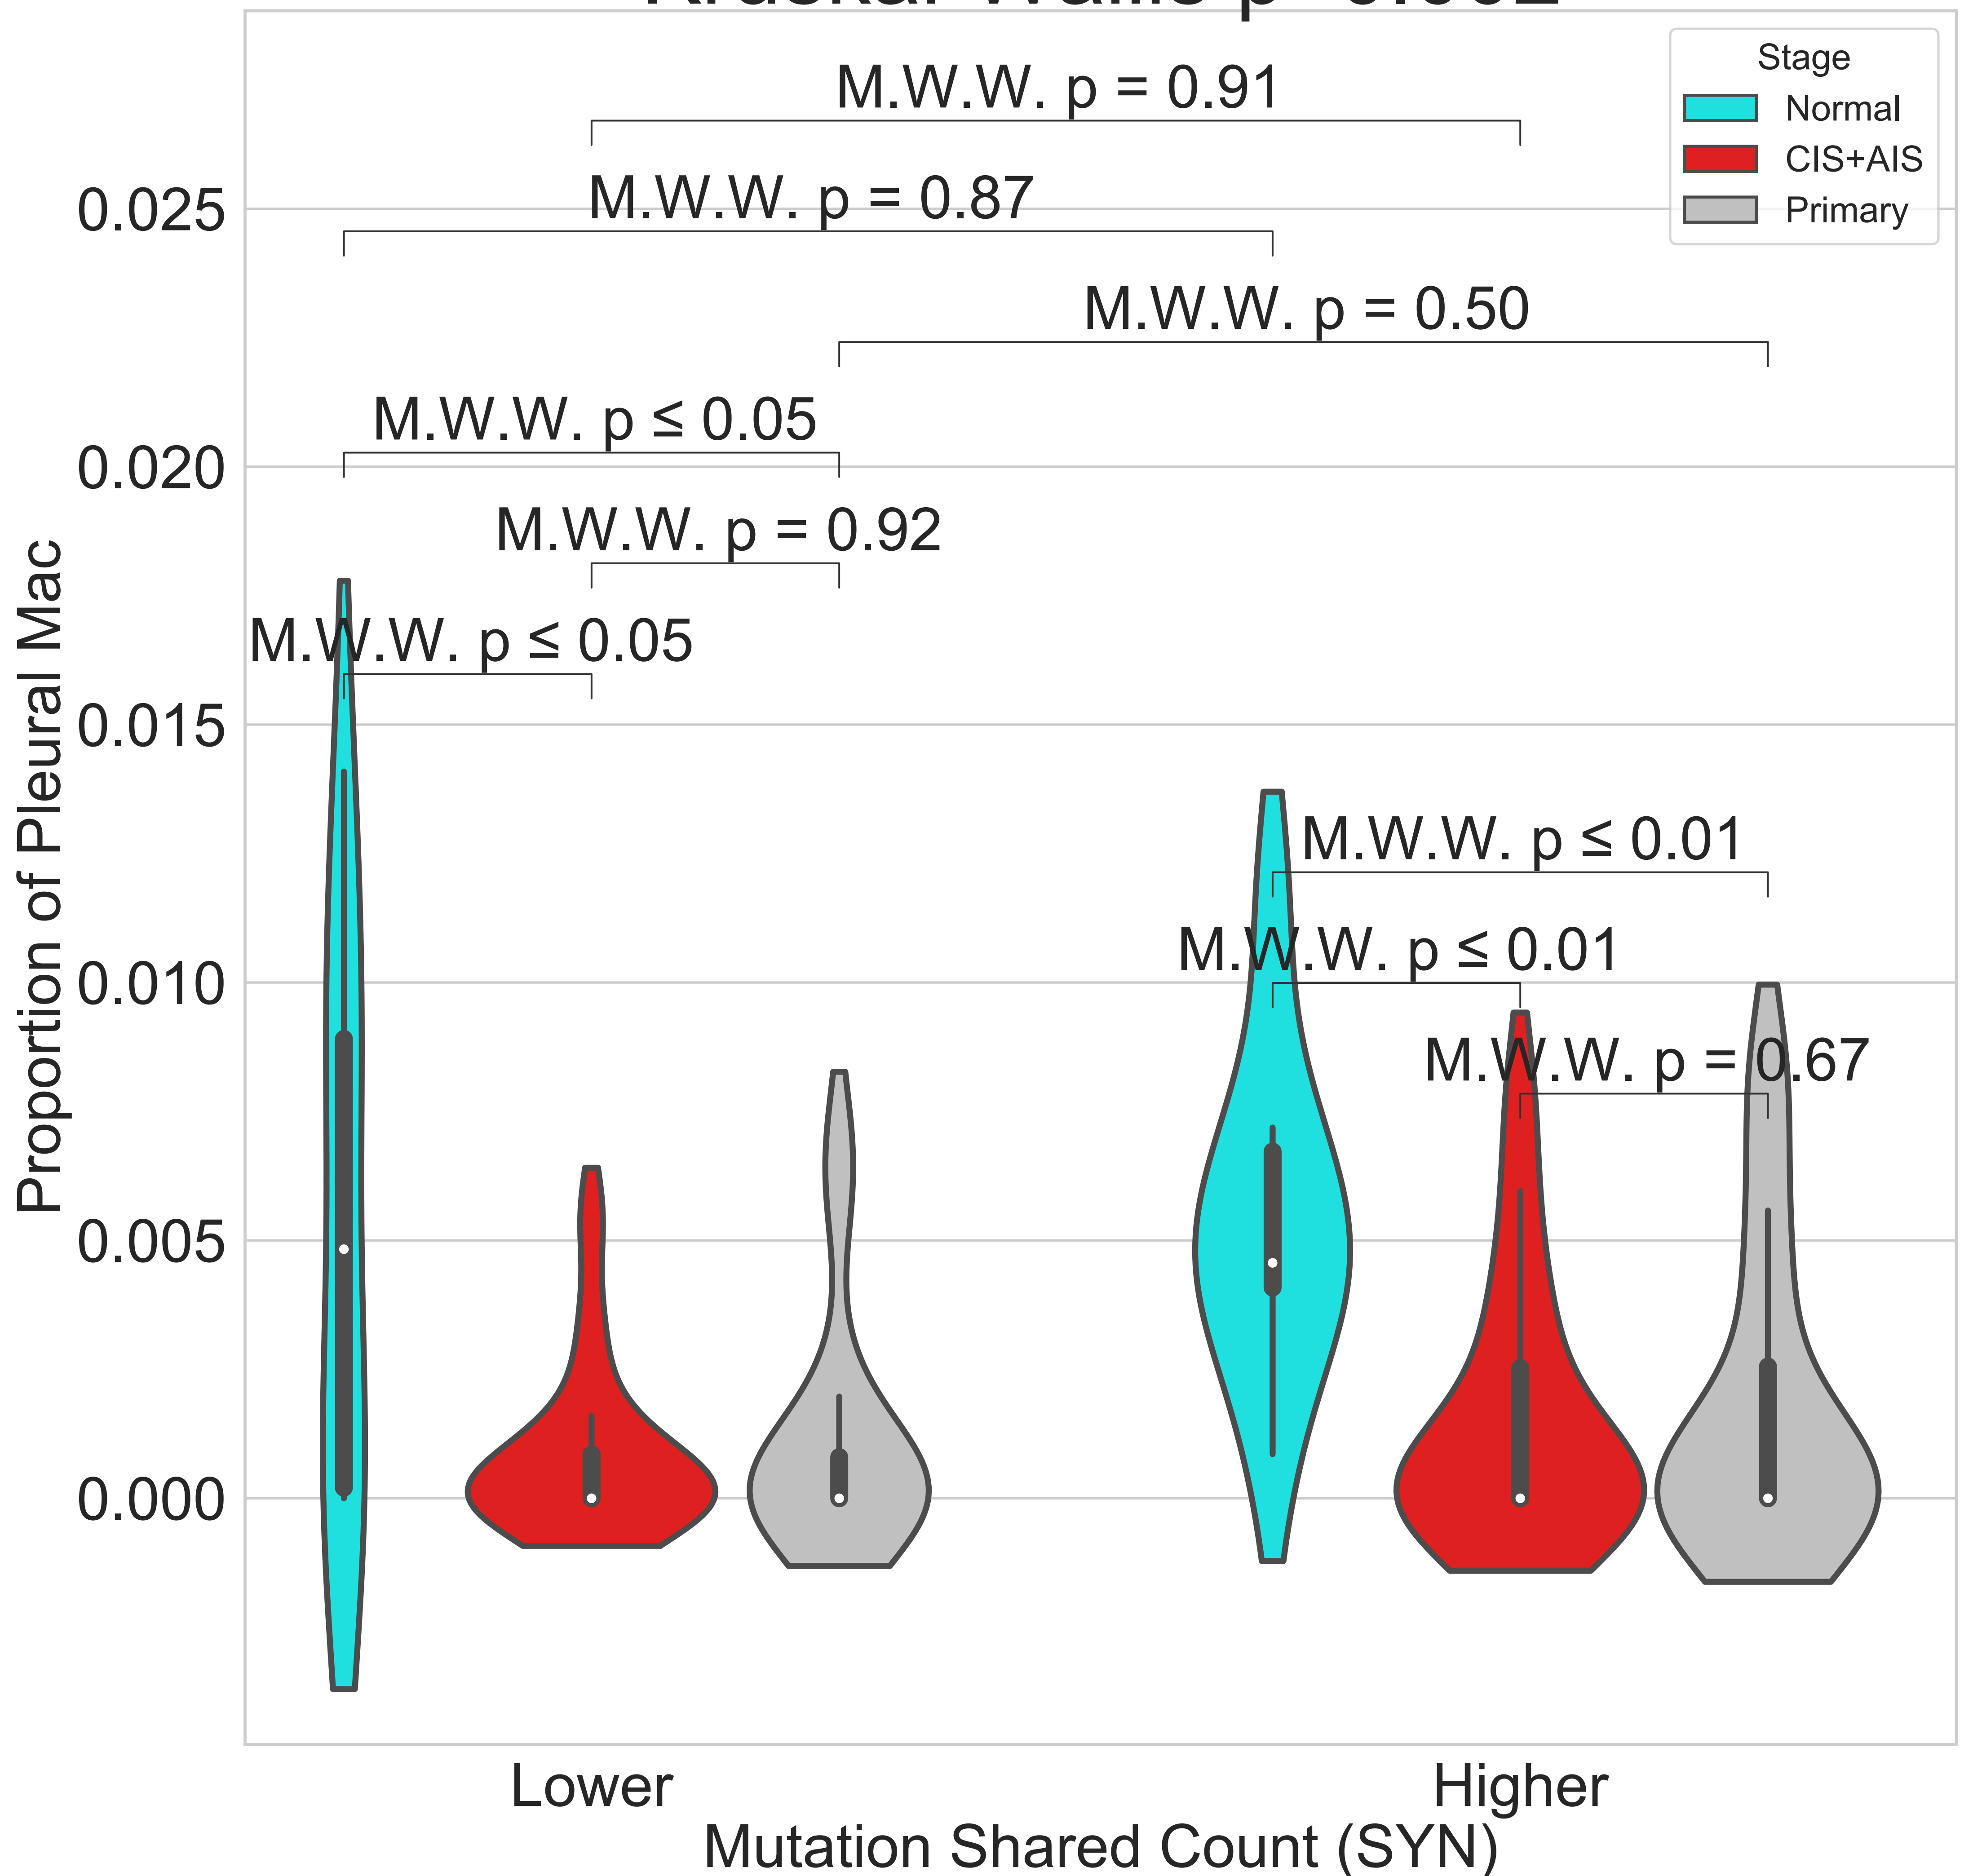 M.W.W. p = 0.91
Stage
Normal
CIS+AIS
Primary
M.W.W. p = 0.87
0.025
M.W.W. p = 0.50
M.W.W. p ≤ 0.05
0.020
M.W.W. p = 0.92
M.W.W. p ≤ 0.05
0.015
M.W.W. p ≤ 0.01
M.W.W. p ≤ 0.01
0.010
M.W.W. p = 0.67
0.005
0.000
Proportion of Pleural Mac
Lower
Higher
Mutation Shared Count (SYN)